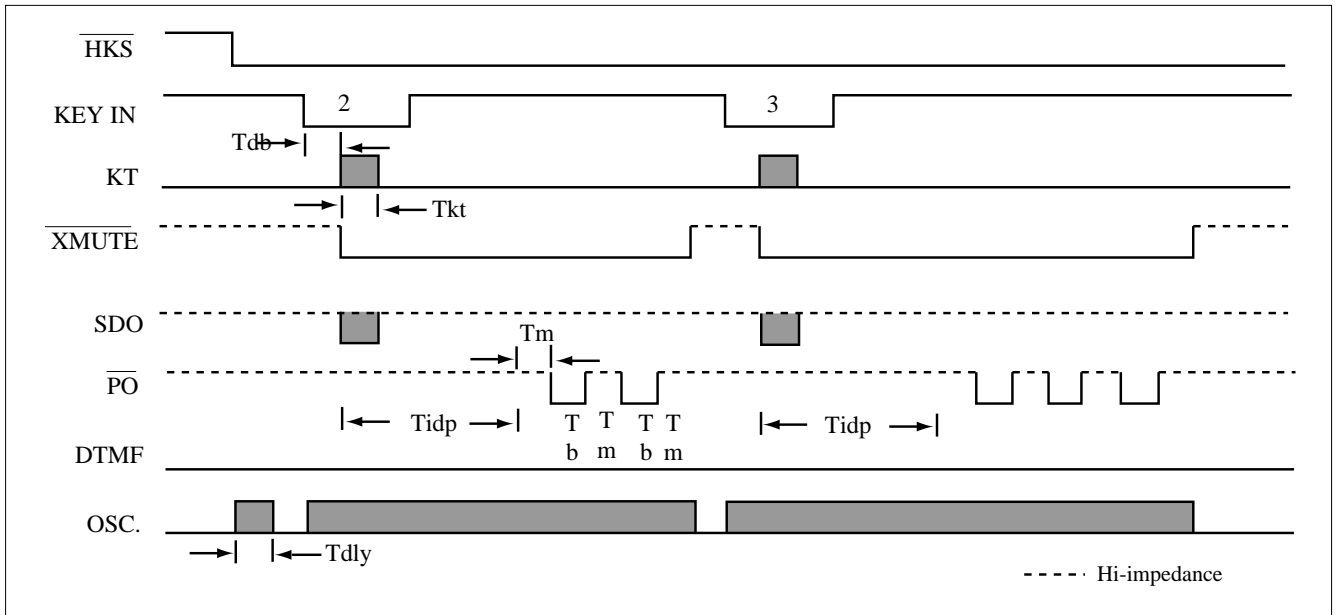 HKS
KEY IN
2
3
Tdb
KT
Tkt
XMUTE
SDO
Tm
PO
Tidp
T
b
T
m
T
b
T
m
Tidp
DTMF
OSC.
Tdly
Hi-impedance